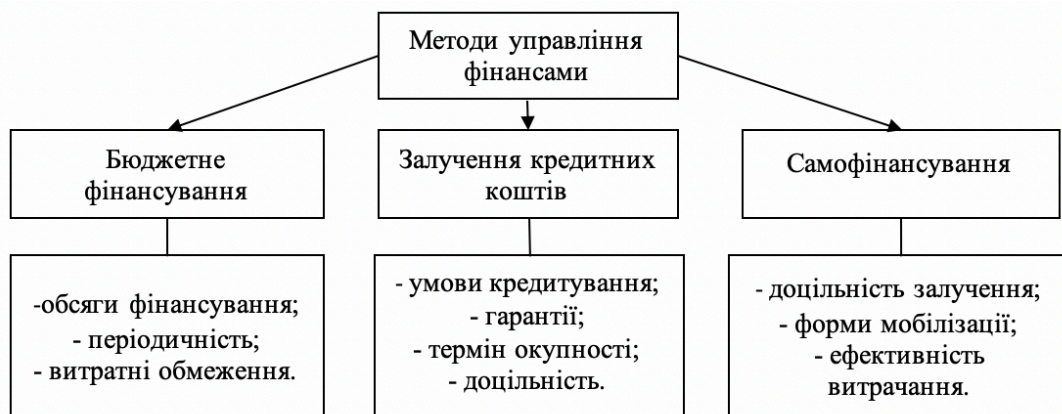 Методи управління
фінансами
Бюджетне
фінансування
Залучення кредитних
коштів
Самофінансування
-обсяги фінансування;
- періодичність;
- витратні обмеження.
- умови кредитування;
- гарантії;
- термін окупності;
- доцільність.
- доцільність залучення;
- форми мобілізації;
- ефективність
витрачання.